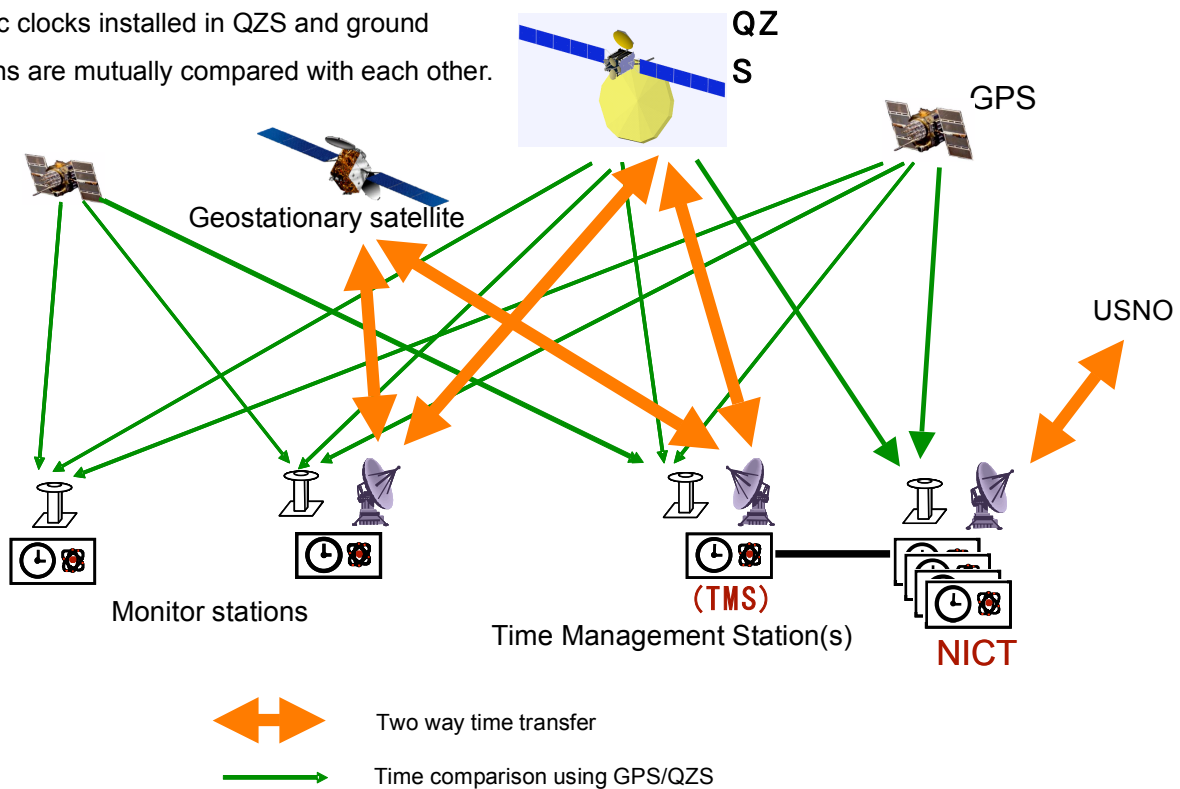 c clocks installed in QZS and ground
ns are mutually compared with each other.
QZ
S
GPS
Geostationary satellite
USNO
(TMS)
Monitor stations
Time Management Station(s)
NICT
Two way time transfer
Time comparison using GPS/QZS